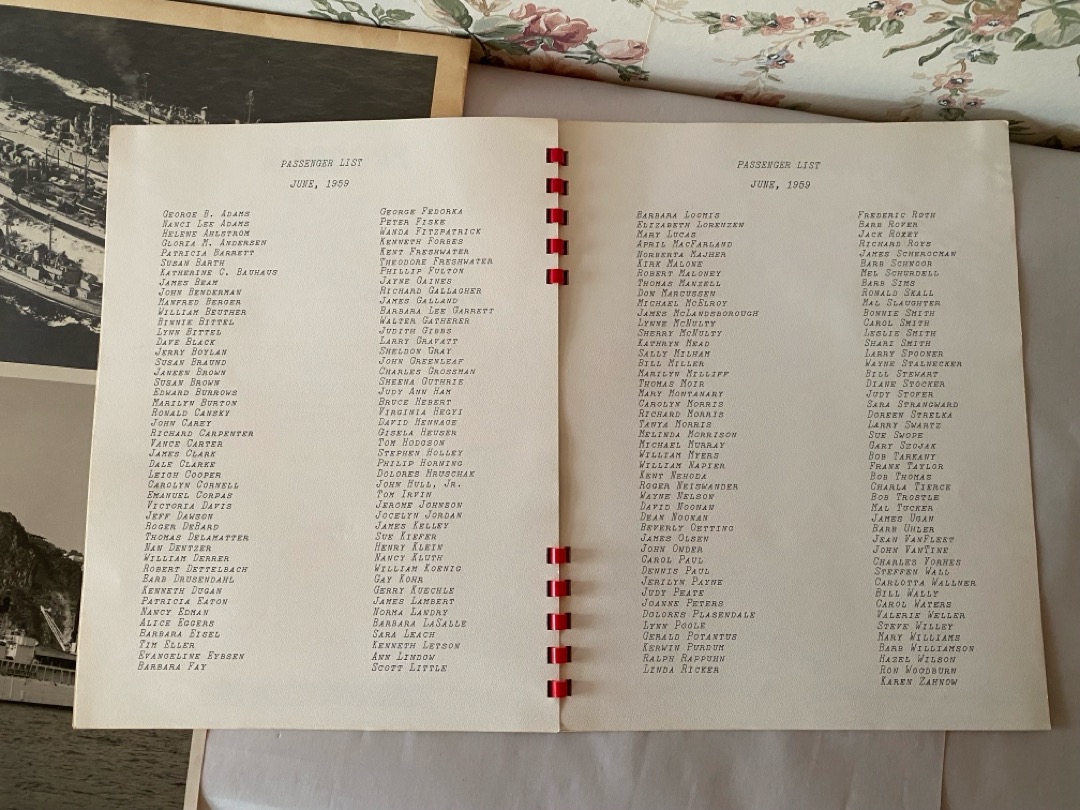 PASSENGER LIST
JUNE, 1959
GEORGE B. ADAMS
NANCI LEE ADAMS
HELENE AHLSTROM
GLORIA M. ANDERSEN
PATRICIA BARRETT
SUSAN BARTH
KATHERINE C. BAUHAUS
JAMES BEAM
JOHN BENDERMAN
MANFRED BERGER
WILLIAM BEUTHER
BINNIE BITTEL
LYNN BITTEL
DAVE BLACK
JERRY BOYLAN
SUSAN BRAUND
JANEEN BROWN
SUSAN BROWN
EDWARD BURROWS
MARILYN BURTON
RONALD CANSKY
JOHN CAREY
RICHARD CARPENTER
VANCE CARTER
JAMES CLARK
DALE CLARKE
LEIGH COOPER
CAROLYN CORNELL
EMANUEL CORPAS
VICTORIA DAVIS
JEFF DAWSON
ROGER DEBARD
THOMAS DELAMATTER
NAN DENTZER
WILLIAM DERRER
ROBERT DETTELBACH
BARB DRUSENDAHL
KENNETH DUGAN
PATRICIA EATON
NANCY EDMAN
ALICE EGGERS
BARBARA EISEL
TIM ELLER
EVANGELINE EYBSEN
BARBARA FAY
GEORGE FEDORKA
PETER FISKE
WANDA FITZPATRICK
KENNETH FORBES
KENT FRESHWATER
THEODORE FRESHWATER
PHILLIP FULTON
JAYNE GAINES
RICHARD GALLAGHER
JAMES GALLAND
BARBARA LEE GARRETT
WALTER GATHERER
JUDITH GIBBS
LARRY GRAVATT
SHELDON GRAY
JOHN GREENLEAF
CHARLES GROSSMAN
SHEENA GUTHRIE
JUDY ANN HAM
BRUCE HEBERT
VIRGINIA HEGYI
DAVID HENNAGE
GISELA HEUSER
TOM HODGSON
STEPHEN HOLLEY
PHILIP HORNING
DOLORES HRUSCHAK
JOHN HULL, JR.
TOM IRVIN
JEROME JOHNSON
JOCELYN JORDAN
JAMES KELLEY
SUE KIEFER
HENRY KLEIN
NANCY KLUTH
WILLIAM KOENIG
GAY KOHR
GERRY KUECHLE
JAMES LAMBERT
NORMA LANDRY
BARBARA LASALLE
SARA LEACH
KENNETH LETSON
ANN LINDOW
SCOTT LITTLE
PASSENGER LIST
JUNE, 1959
BARBARA LOOMIS
ELIZABETH LORENZEN
MARY LUCAS
APRIL MACFARLAND
NORBERTA MAJHER
KIRK MALONE
ROBERT MALONEY
THOMAS MANZELL
DON MARCUSSEN
MICHAEL MCELROY
JAMES MCLANDSBOROUGH
LYNNE MCNULTY
SHERRY MCNULTY
KATHRYN MEAD
SALLY MILHAM
BILL MILLER
MARILYN MILLIFF
THOMAS MOIR
MARY MONTANARY
CAROLYN MORRIS
RICHARD MORRIS
TANYA MORRIS
MELINDA MORRISON
MICHAEL MURRAY
WILLIAM MYERS
WILLIAM NAPIER
KENT NEHODA
ROGER NEISWANDER
WAYNE NELSON
DAVID NOONAN
DEAN NOONAN
BEVERLY OETTING
JAMES OLSEN
JOHN ONDER
CAROL PAUL
DENNIS PAUL
JERILYN PAYNE
JUDY PEATE
JOANNE PETERS
DOLORES PLASENDALE
LYNN POOLE
GERALD POTANTUS
KERWIN PURDUM
RALPH RAPPUHN
LINDA RICKER
FREDERIC ROTH
BARB ROVER
JACK ROXEY
RICHARD ROYS
JAMES SCHEROCMAN
BARB SCHNOOR
MEL SCHURDELL
BARB SIMS
RONALD SKALL
MAL SLAUGHTER
BONNIE SMITH
CAROL SMITH
LESLIE SMITH
SHARI SMITH
LARRY SPOONER
WAYNE STALNECKER
BILL STEWART
DIANE STOCKER
JUDY STOFER
SARA STRANGWARD
DOREEN STRELKA
LARRY SWARTZ
SUE SWOPE
GARY SZOJAK
BOB TARKANY
FRANK TAYLOR
BOB THOMAS
CHARLA TIERCE
BOB TROSTLE
MAL TUCKER
JAMES UGAN
BARB UHLER
JEAN VANFLEKT
JOHN VANTINE
CHARLES VORHES
STEFFEN WALL
CARLOTTA WALLNER
BILL WALLY
CAROL WATERS
VALERIE WELLER
STEVE WILLEY
MARY WILLIAMS
BARB WILLIAMSON
HAZEL WILSON
RON WOODBURN
KAREN ZAHNOW